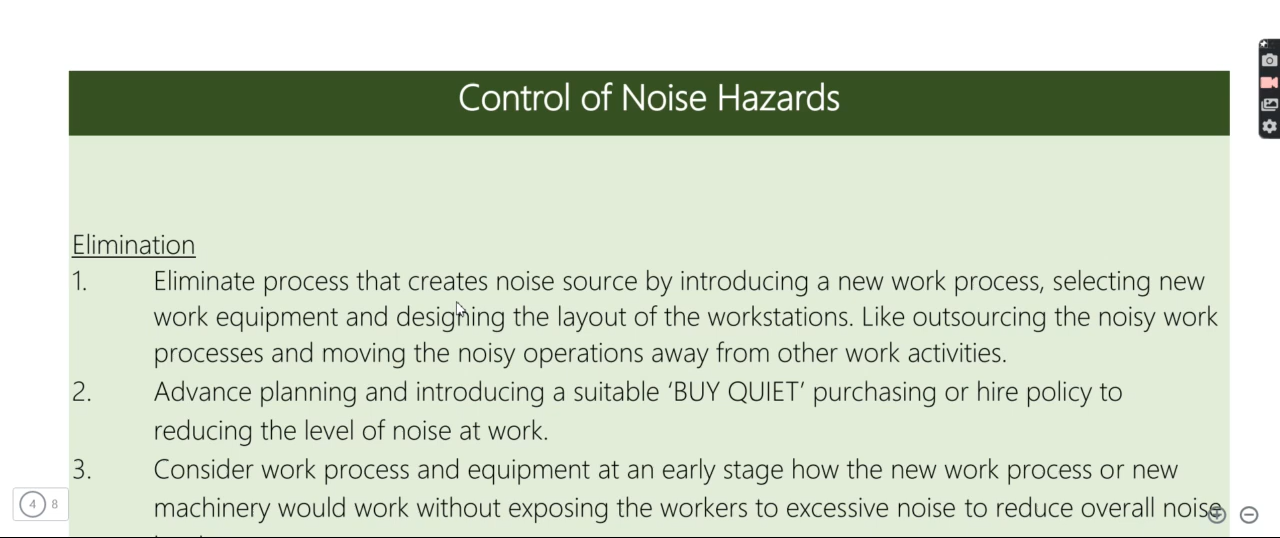 Control of Noise Hazards
Elimination
1. Eliminate process that creates noise source by introducing a new work process, selecting new
work equipment and designing the layout of the workstations. Like outsourcing the noisy work
processes and moving the noisy operations away from other work activities.
2. Advance planning and introducing a suitable ‘BUY QUIET’ purchasing or hire policy to
reducing the level of noise at work.
3. Consider work process and equipment at an early stage how the new work process or new
machinery would work without exposing the workers to excessive noise to reduce overall noise
4 8